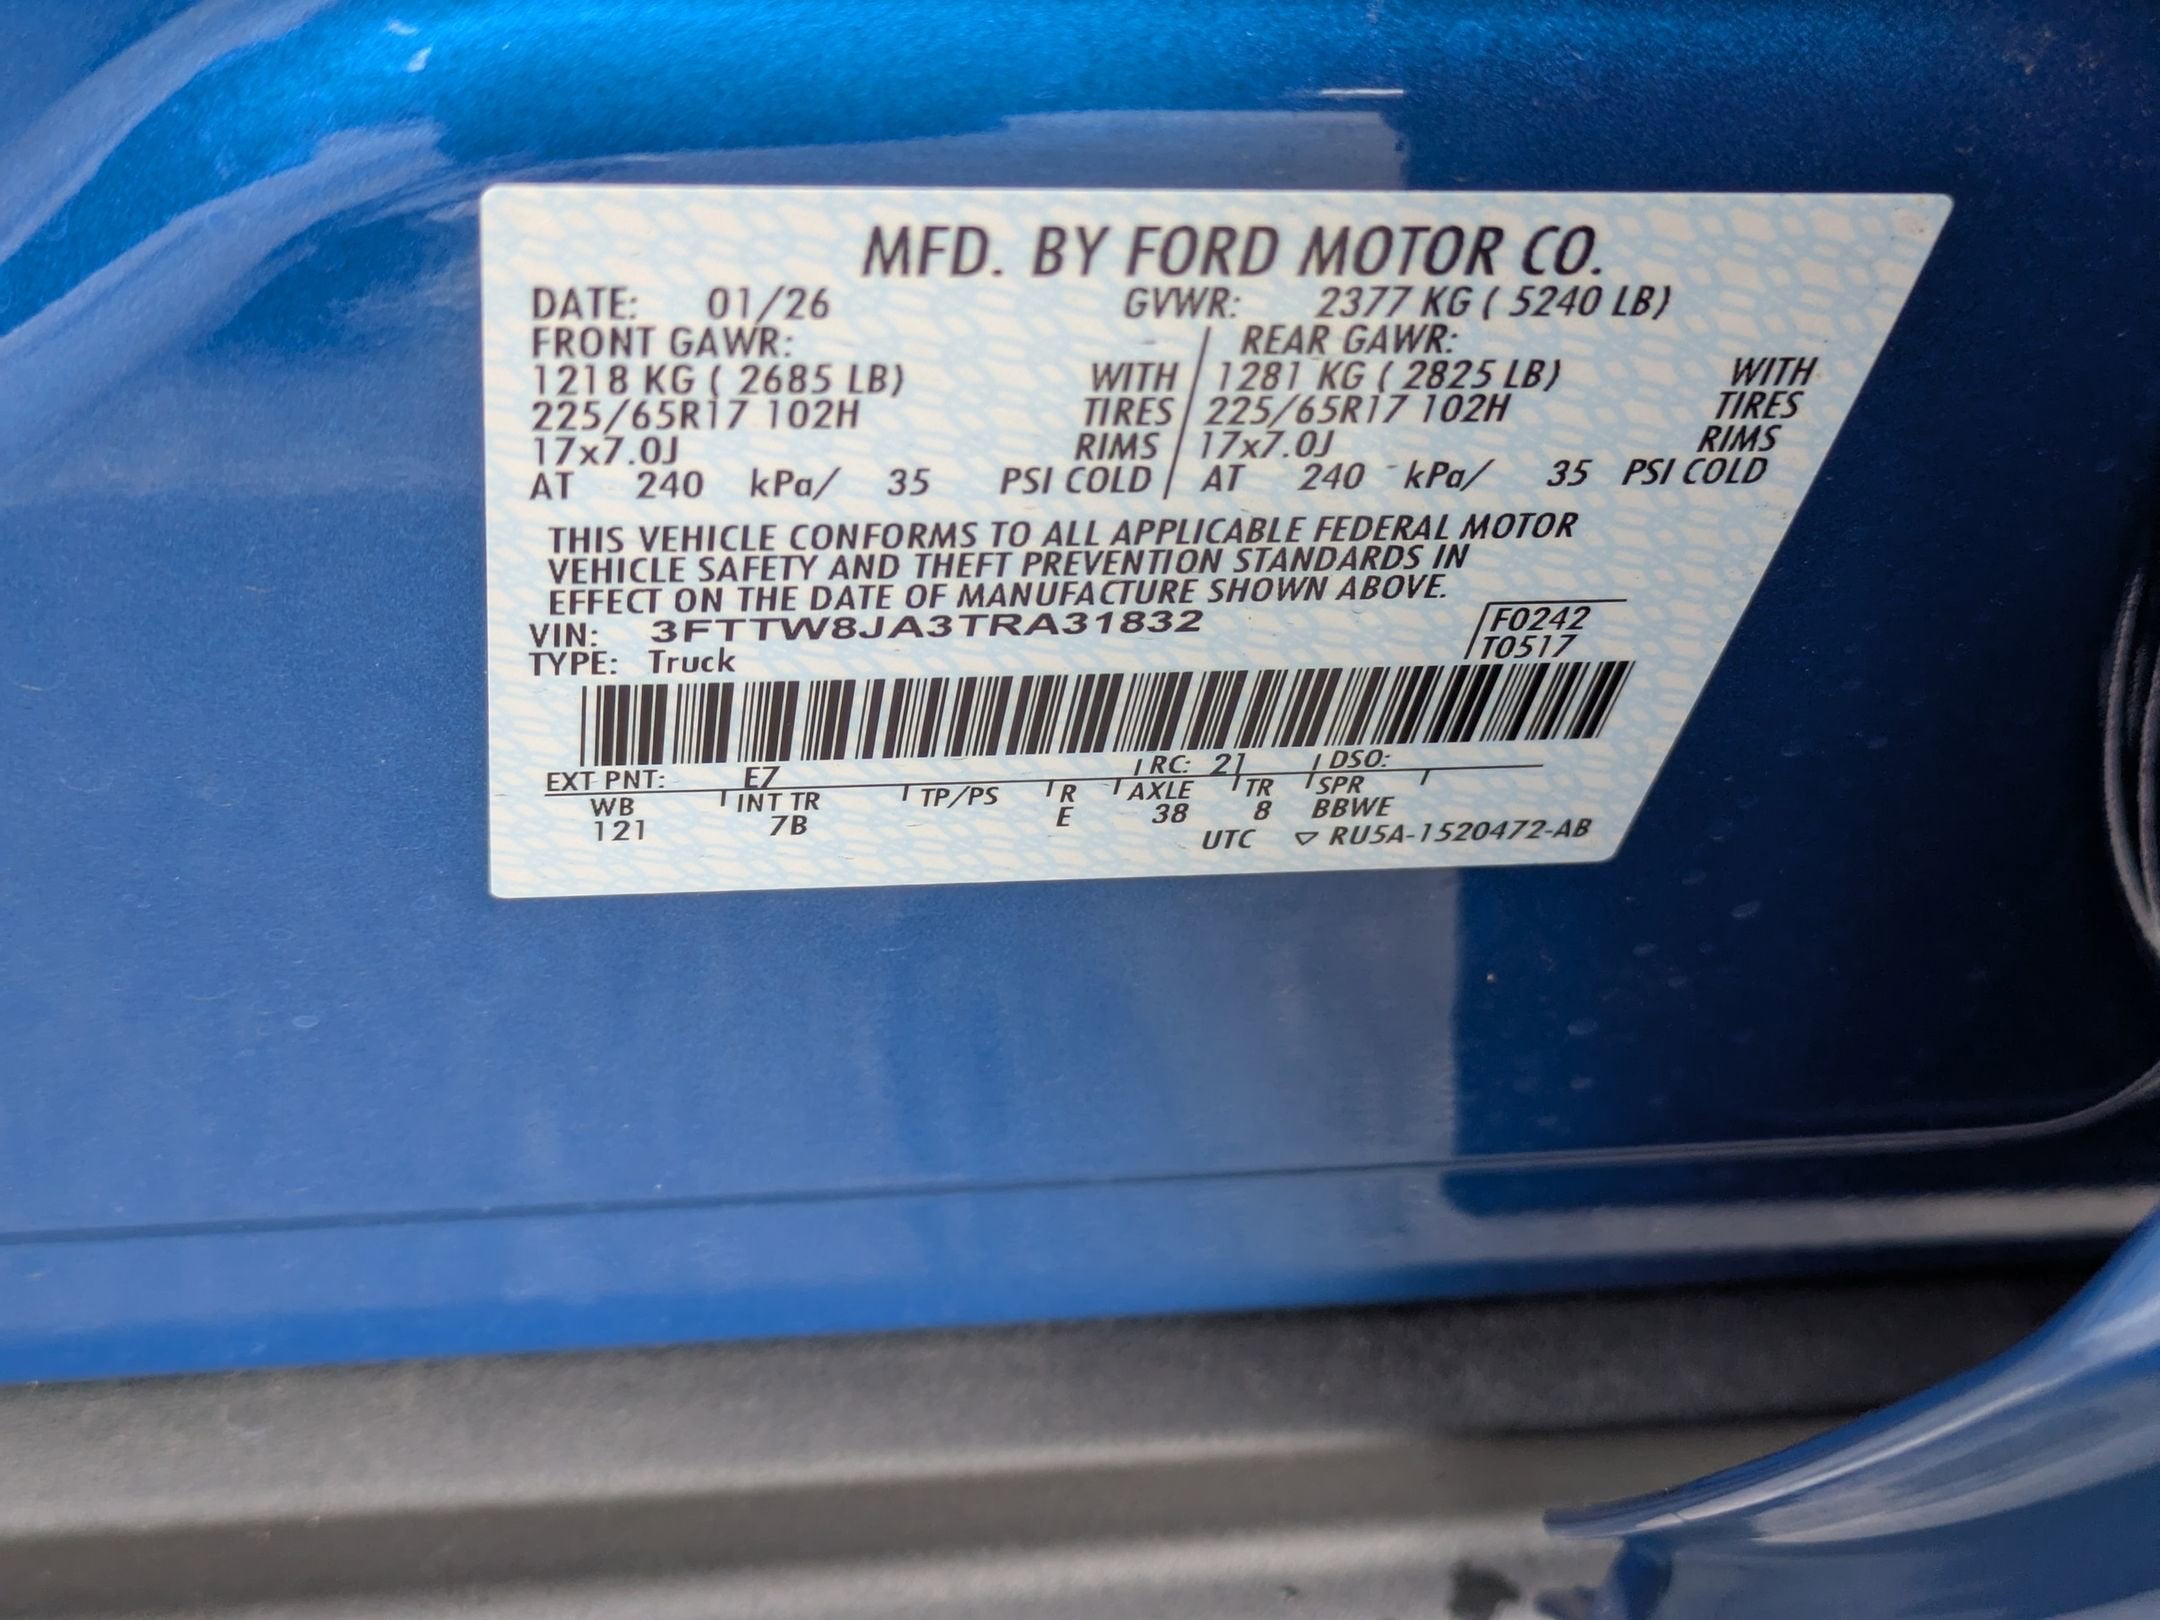 MFD. BY FORD MOTOR CO.
DATE: 01/26 GVWR: 2377 KG ( 5240 LB)
FRONT GAWR: REAR GAWR:
1218 KG ( 2685 LB) WITH 1281 KG ( 2825 LB) WITH
225/65R17 102H TIRES 225/65R17 102H TIRES
17x7.0J RIMS 17x7.0J RIMS
AT 240 kPa/ 35 PSI COLD AT 240 kPa/ 35 PSI COLD
THIS VEHICLE CONFORMS TO ALL APPLICABLE FEDERAL MOTOR
VEHICLE SAFETY AND THEFT PREVENTION STANDARDS IN
EFFECT ON THE DATE OF MANUFACTURE SHOWN ABOVE.
VIN: 3FTTW8JA3TRA31832 F0242
TYPE: Truck T0517
EXT PNT: EZ RC: 21 DSO:
WB INT TR TP/PS R AXLE TR SPR
121 7B E 38 8 BBWE
UTC ▽ RU5A-1520472-AB